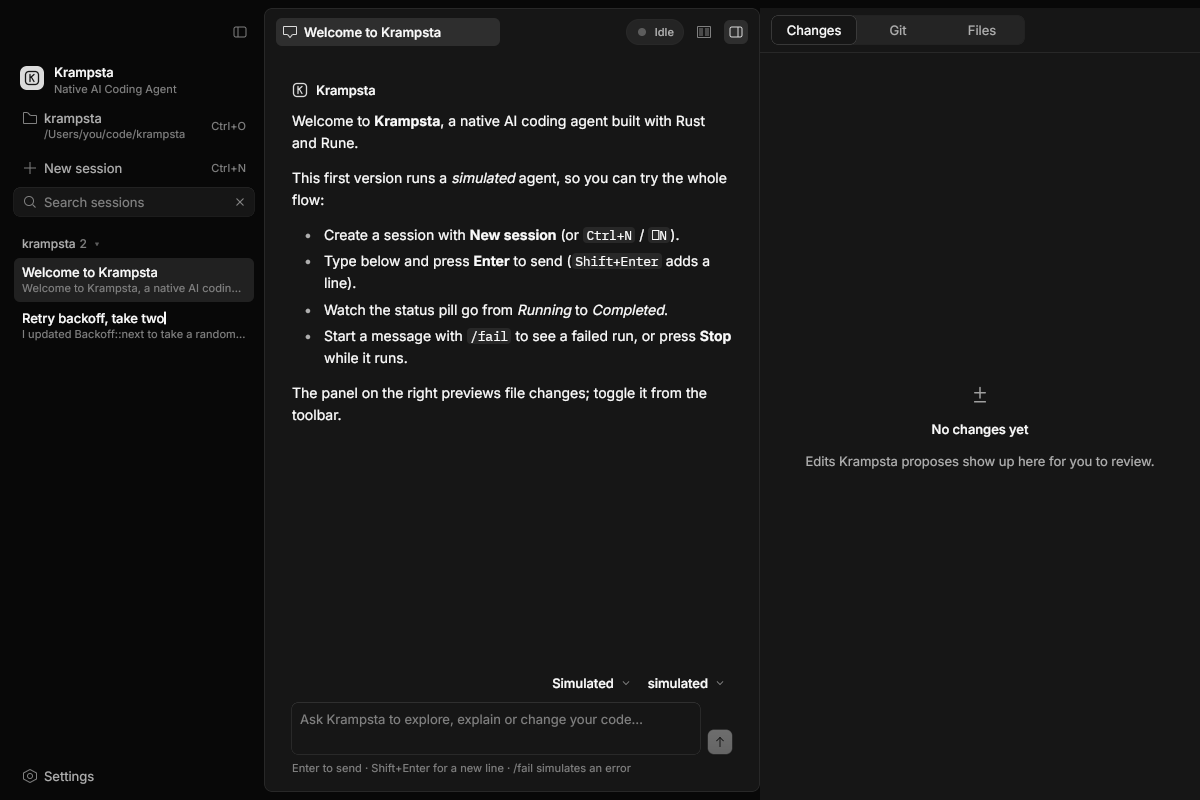 Welcome to Krampsta
Idle
Changes
Git
Files
Krampsta
Native AI Coding Agent
krampsta
/Users/you/code/krampsta
Ctrl+O
New session
Ctrl+N
Search sessions
krampsta 2
Welcome to Krampsta
Welcome to Krampsta, a native AI codin...
Retry backoff, take two
I updated Backoff::next to take a random...
Settings
Krampsta
Welcome to Krampsta, a native AI coding agent built with Rust
and Rune.
This first version runs a simulated agent, so you can try the whole
flow:
• Create a session with New session (or Ctrl+N / □N ).
• Type below and press Enter to send ( Shift+Enter adds a
line).
• Watch the status pill go from Running to Completed.
• Start a message with /fail to see a failed run, or press Stop
while it runs.
The panel on the right previews file changes; toggle it from the
toolbar.
Simulated
simulated
Ask Krampsta to explore, explain or change your code...
Enter to send · Shift+Enter for a new line · /fail simulates an error
No changes yet
Edits Krampsta proposes show up here for you to review.